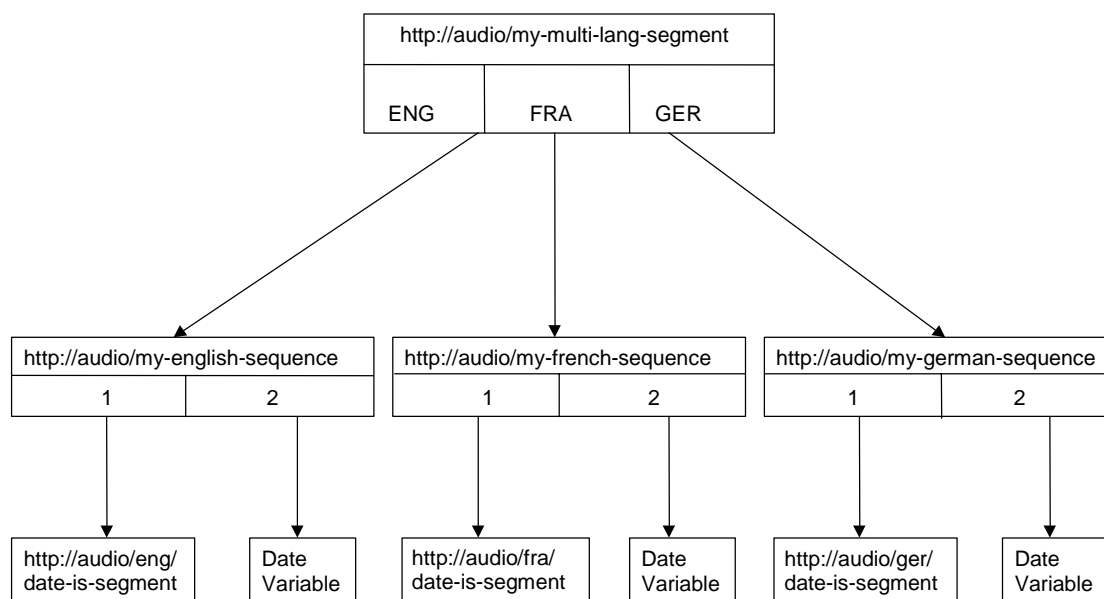 http://audio/my-multi-lang-segment
ENG FRA GER
http://audio/my-english-sequence
1 2
http://audio/my-french-sequence
1 2
http://audio/my-german-sequence
1 2
http://audio/eng/
date-is-segment
Date
Variable
http://audio/fra/
date-is-segment
Date
Variable
http://audio/ger/
date-is-segment
Date
Variable